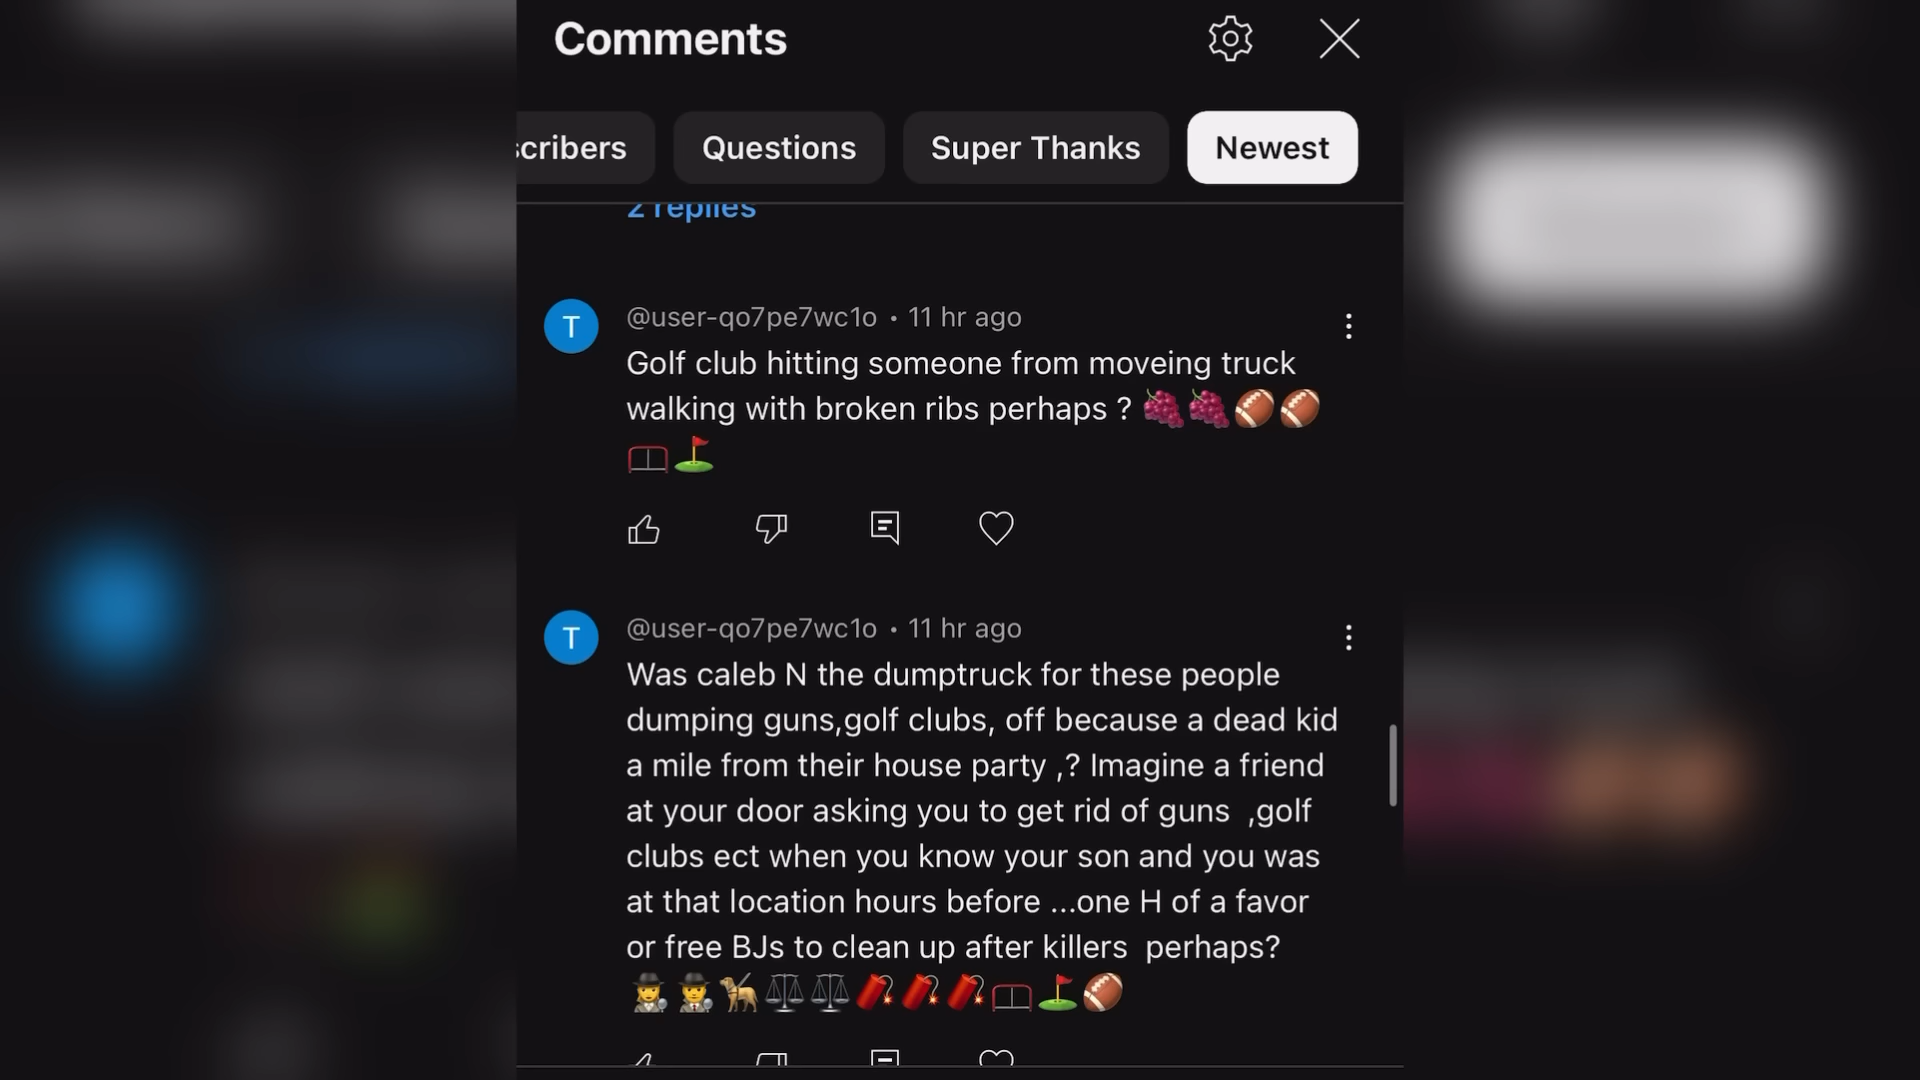 Comments
scribers Questions Super Thanks Newest
2 replies
T @user-qo7pe7wc1o • 11 hr ago
Golf club hitting someone from moveing truck
walking with broken ribs perhaps ? 🍇🍇🏈🏈
🥅⛳
T @user-qo7pe7wc1o • 11 hr ago
Was caleb N the dumptruck for these people
dumping guns,golf clubs, off because a dead kid
a mile from their house party ,? Imagine a friend
at your door asking you to get rid of guns  ,golf
clubs ect when you know your son and you was
at that location hours before ...one H of a favor
or free BJs to clean up after killers  perhaps?
🕵️‍♀️🕵️🦮⚖️⚖️🧨🧨🧨🥅⛳🏈